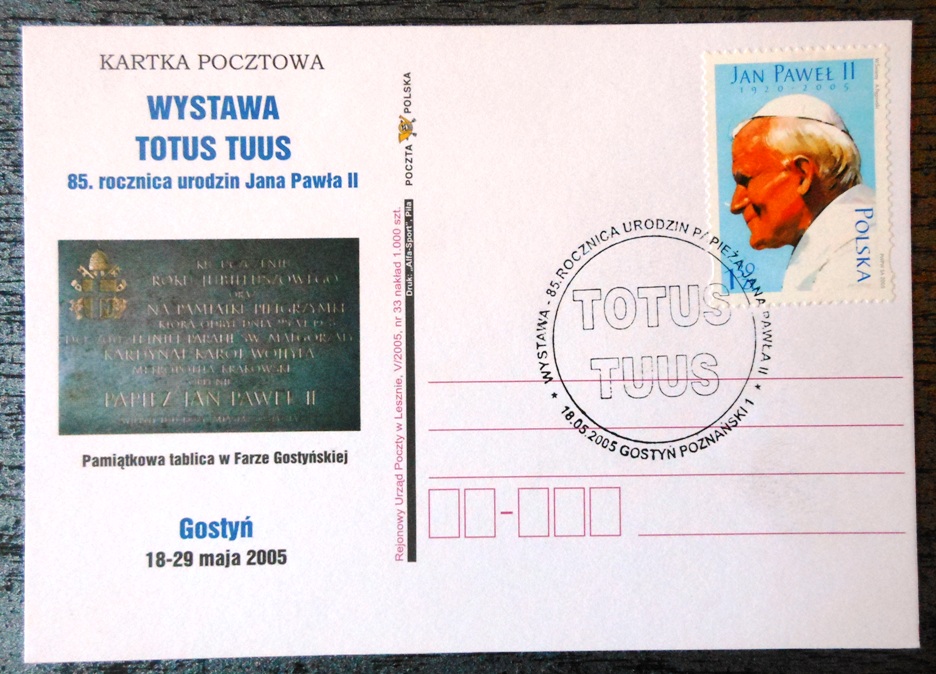 KARTKA POCZTOWA
WYSTAWA
TOTUS TUUS
85. rocznica urodzin Jana Pawła II
ROKU JUBILEUSZOWEGO
NA PAMIĄTKĘ PIELGRZYMKI
KARDYNAŁ KAROL WOJTYŁA
METROPOLITA KRAKOWSKI
PAPIEŻ JAN PAWEŁ II
Pamiątkowa tablica w Farze Gostyńskiej
Gostyń
18-29 maja 2005
Rejonowy Urząd Poczty w Lesznie, V/2005, nr 33 nakład 1.000 szt.
Druk: „Alfa-Sport", Piła
POCZTA POLSKA
JAN PAWEŁ II
1920-2005
POLSKA
WYSTAWA - 85.ROCZNICA URODZIN PAPIEŻA JANA PAWŁA II
TOTUS
TUUS
* 18.05.2005 GOSTYŃ POZNAŃSKI 1 *